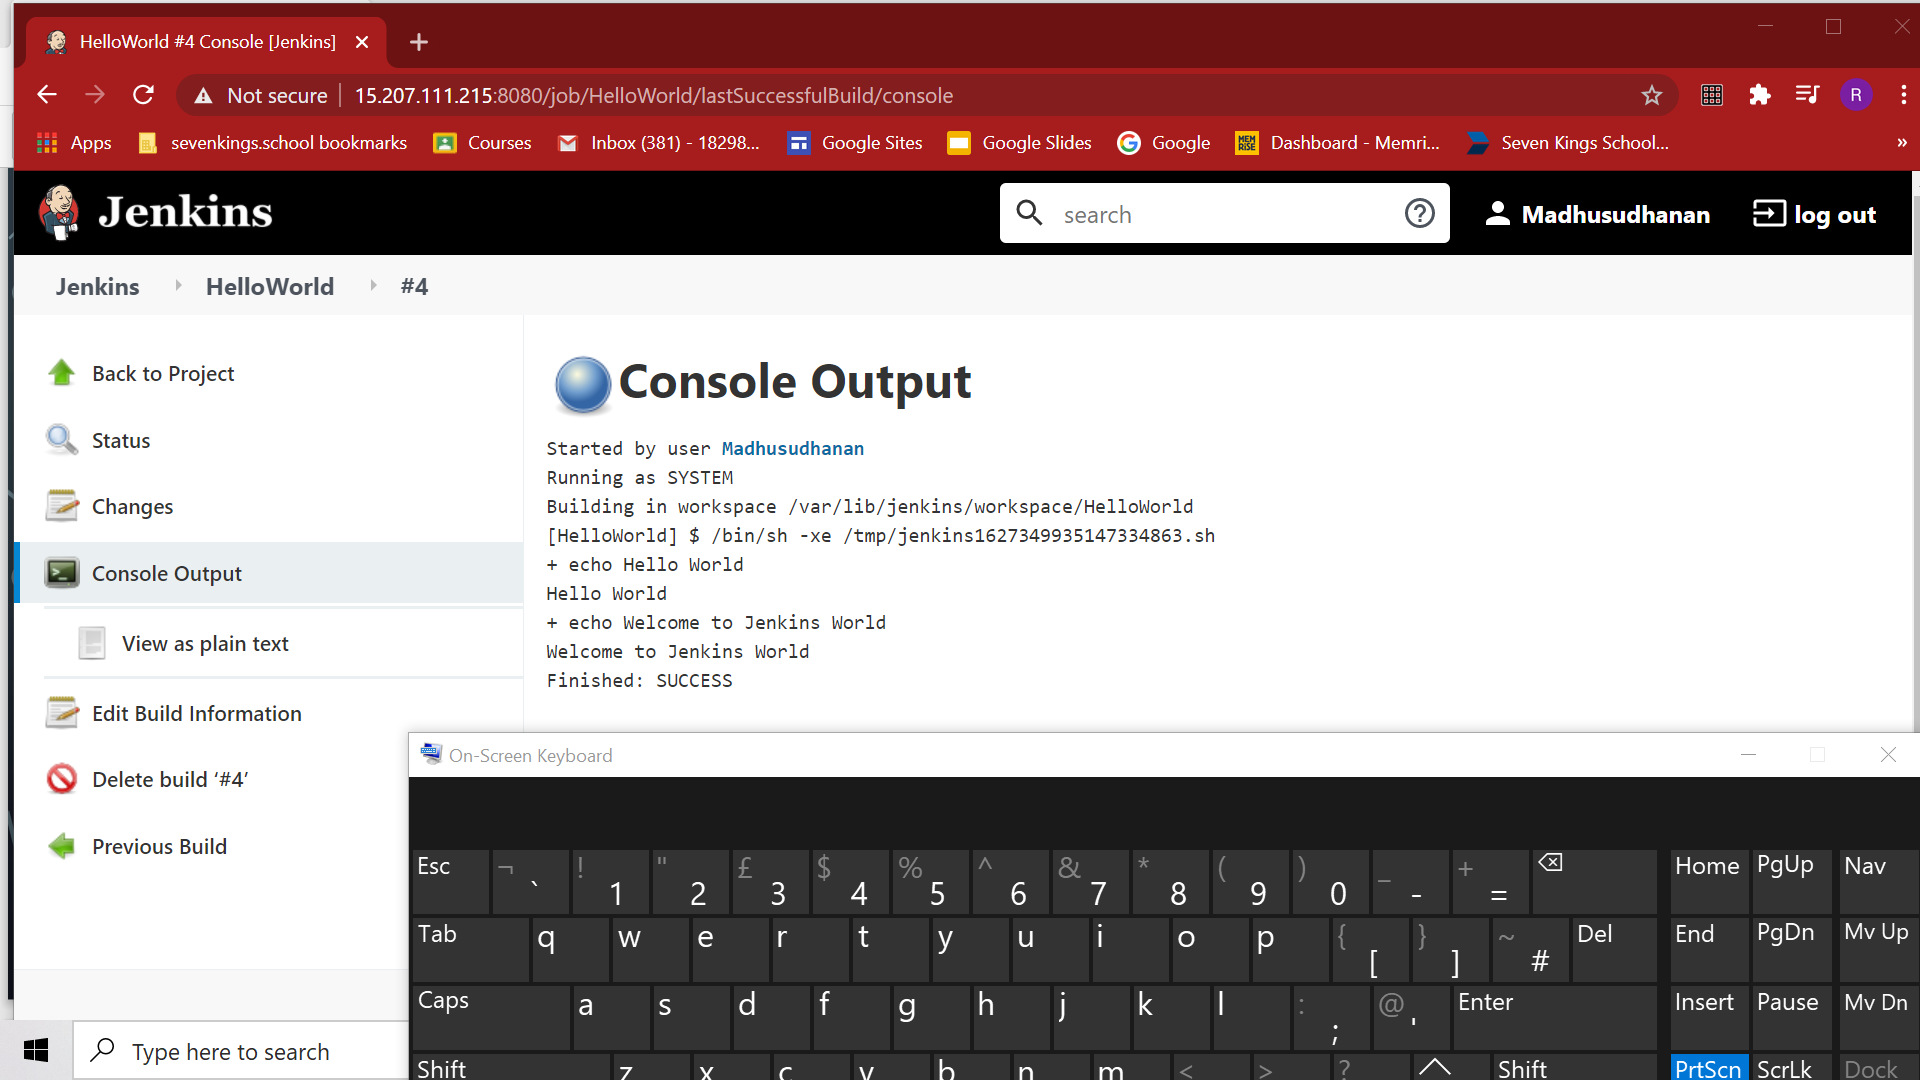 HelloWorld #4 Console [Jenkins]
Not secure 15.207.111.215:8080/job/HelloWorld/lastSuccessfulBuild/console R
Apps sevenkings.school bookmarks Courses Inbox (381) - 18298... Google Sites Google Slides Google Dashboard - Memri... Seven Kings School... »
Jenkins search Madhusudhanan log out
Jenkins HelloWorld #4
Back to Project
Status
Changes
Console Output
View as plain text
Edit Build Information
Delete build ‘#4’
Previous Build
Console Output
Started by user Madhusudhanan
Running as SYSTEM
Building in workspace /var/lib/jenkins/workspace/HelloWorld
[HelloWorld] $ /bin/sh -xe /tmp/jenkins1627349935147334863.sh
+ echo Hello World
Hello World
+ echo Welcome to Jenkins World
Welcome to Jenkins World
Finished: SUCCESS
On-Screen Keyboard
Esc ¬ ` ! 1 " 2 £ 3 $ 4 % 5 ^ 6 & 7 * 8 ( 9 ) 0 _ - + = Home PgUp Nav
Tab q w e r t y u i o p { [ } ] ~ # Del End PgDn Mv Up
Caps a s d f g h j k l : ; @ ' Enter Insert Pause Mv Dn
Shift z x c v b n m < > ? Shift PrtScn ScrLk Dock
Type here to search